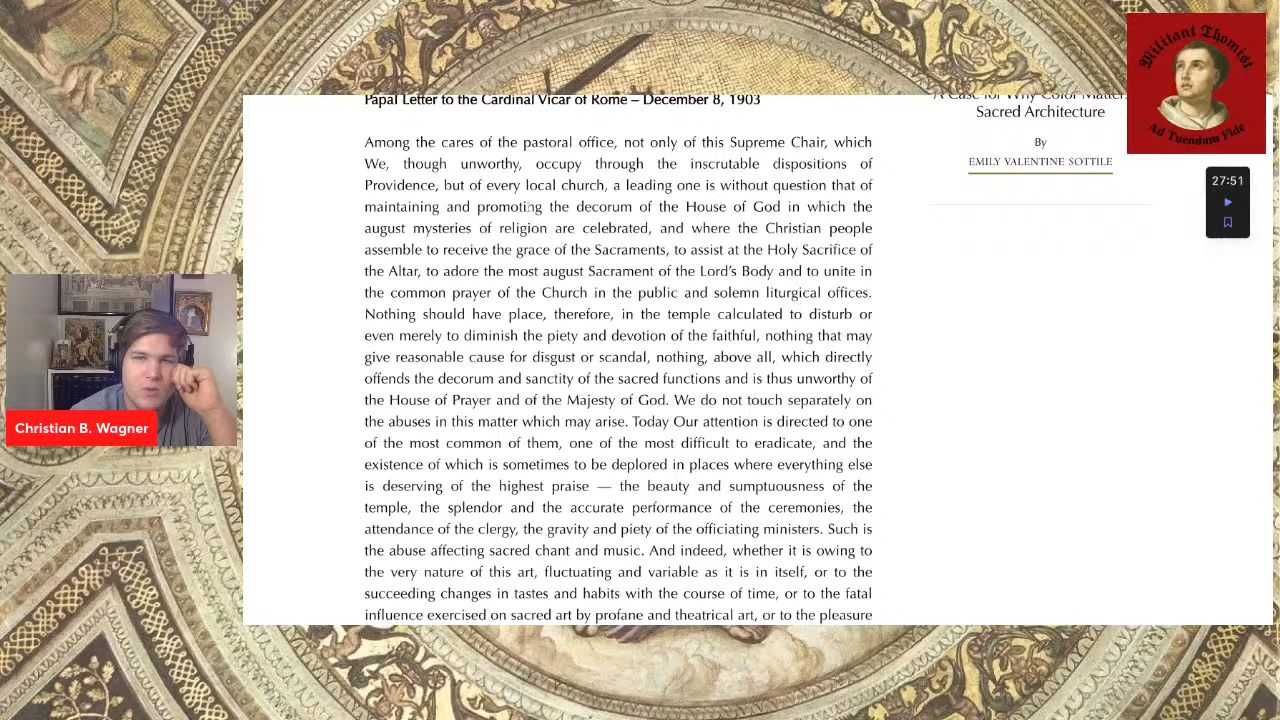 Papal Letter to the Cardinal Vicar of Rome – December 8, 1903
Among the cares of the pastoral office, not only of this Supreme Chair, which
We, though unworthy, occupy through the inscrutable dispositions of
Providence, but of every local church, a leading one is without question that of
maintaining and promoting the decorum of the House of God in which the
august mysteries of religion are celebrated, and where the Christian people
assemble to receive the grace of the Sacraments, to assist at the Holy Sacrifice of
the Altar, to adore the most august Sacrament of the Lord’s Body and to unite in
the common prayer of the Church in the public and solemn liturgical offices.
Nothing should have place, therefore, in the temple calculated to disturb or
even merely to diminish the piety and devotion of the faithful, nothing that may
give reasonable cause for disgust or scandal, nothing, above all, which directly
offends the decorum and sanctity of the sacred functions and is thus unworthy of
the House of Prayer and of the Majesty of God. We do not touch separately on
the abuses in this matter which may arise. Today Our attention is directed to one
of the most common of them, one of the most difficult to eradicate, and the
existence of which is sometimes to be deplored in places where everything else
is deserving of the highest praise — the beauty and sumptuousness of the
temple, the splendor and the accurate performance of the ceremonies, the
attendance of the clergy, the gravity and piety of the officiating ministers. Such is
the abuse affecting sacred chant and music. And indeed, whether it is owing to
the very nature of this art, fluctuating and variable as it is in itself, or to the
succeeding changes in tastes and habits with the course of time, or to the fatal
influence exercised on sacred art by profane and theatrical art, or to the pleasure
A Case for Why Color
Sacred Architecture
By
EMILY VALENTINE SOTTILE
Militant Thomist
Ad Tuendam Fide
27:51
Christian B. Wagner